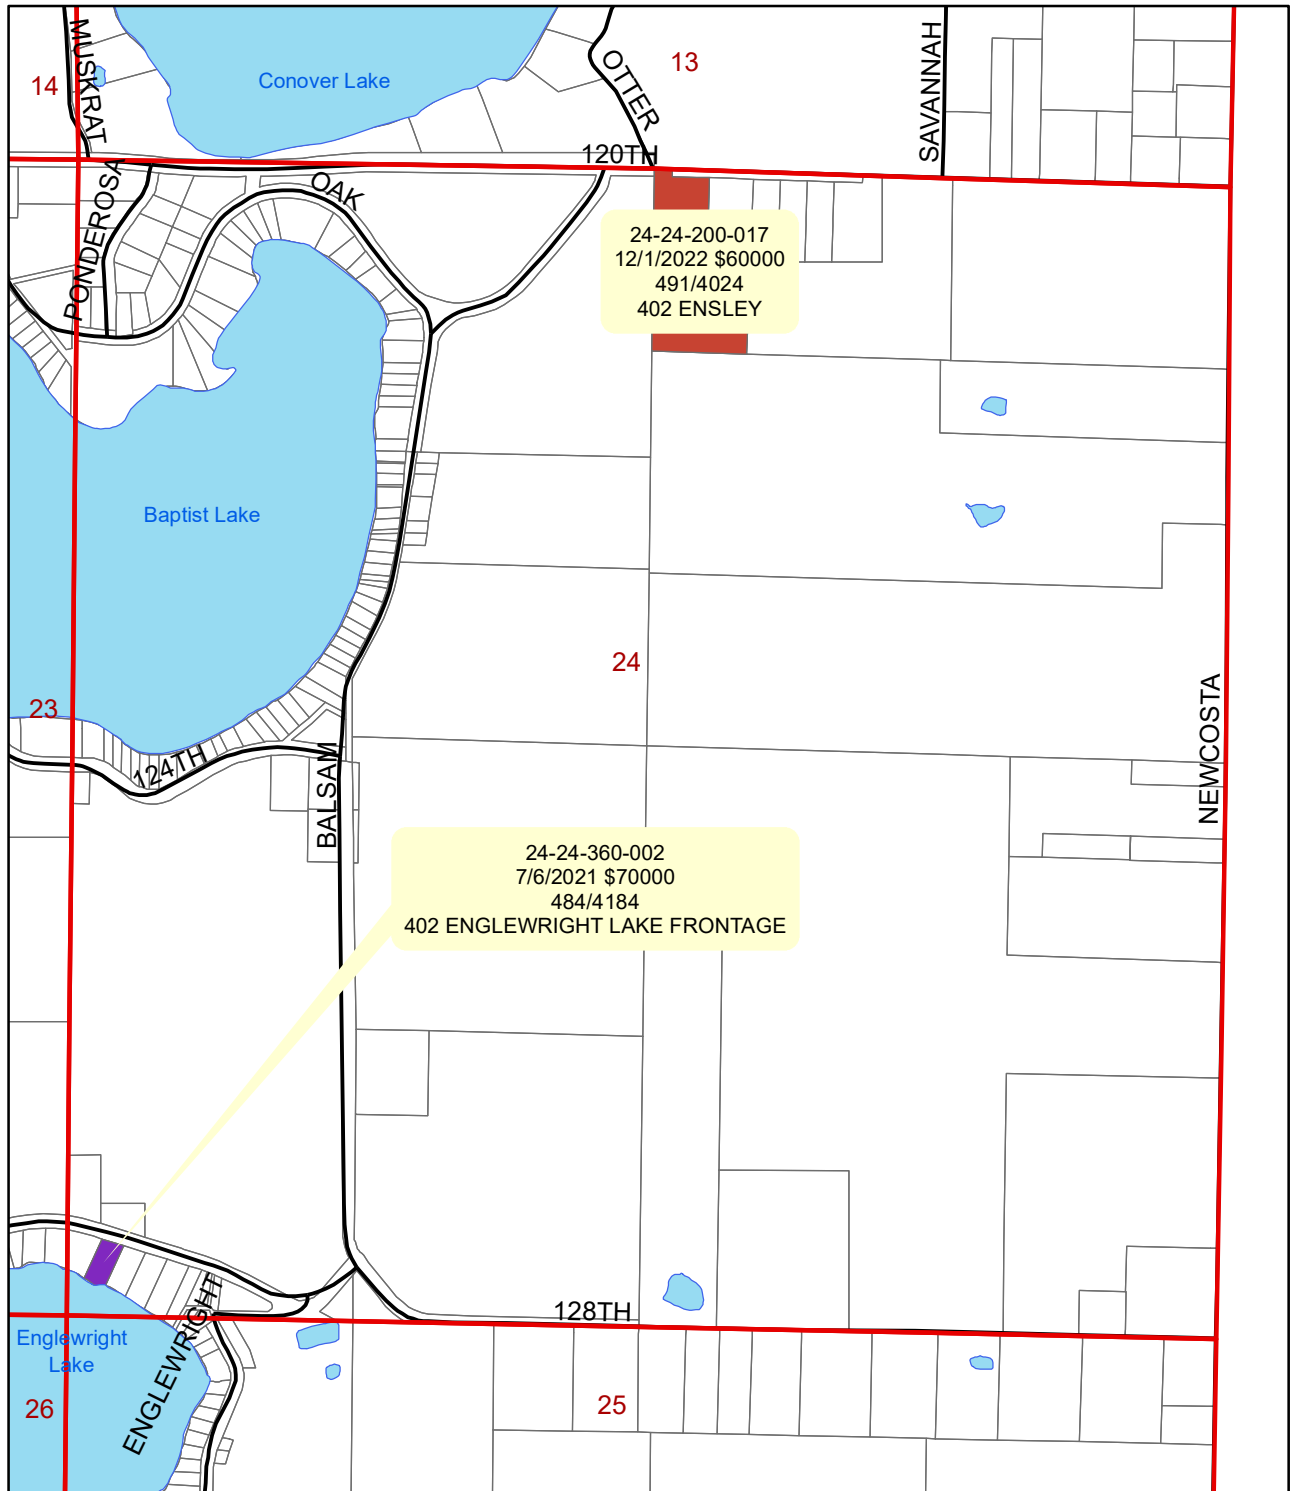 MUSKRAT
14
Conover Lake
OTTER
13
SAVANNAH
120TH
PONDEROSA
OAK
24-24-200-017
12/1/2022 $60000
491/4024
402 ENSLEY
Baptist Lake
24
23
NEWCOSTA
124TH
BALSAM
24-24-360-002
7/6/2021 $70000
484/4184
402 ENGLEWRIGHT LAKE FRONTAGE
128TH
Englewright
Lake
ENGLEWRIGHT
26
25